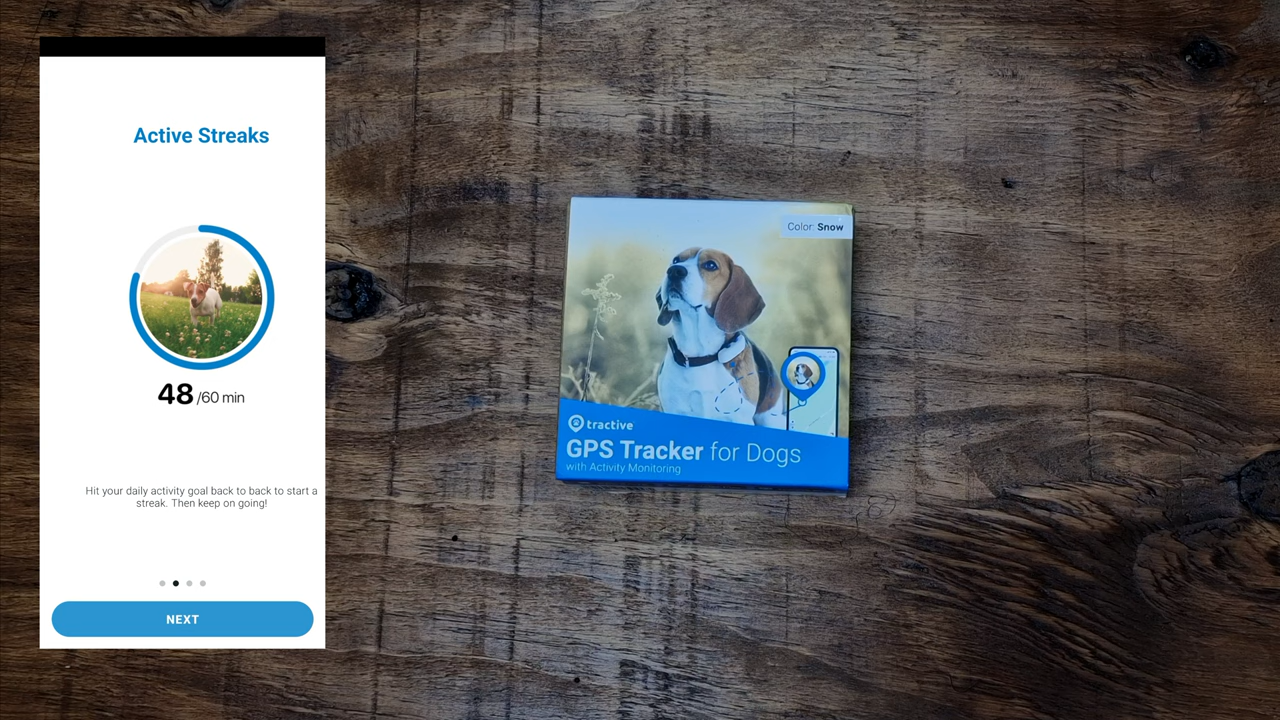 Active Streaks
48 /60 min
Hit your daily activity goal back to back to start a
streak. Then keep on going!
NEXT
Color: Snow
tractive
GPS Tracker for Dogs
with Activity Monitoring